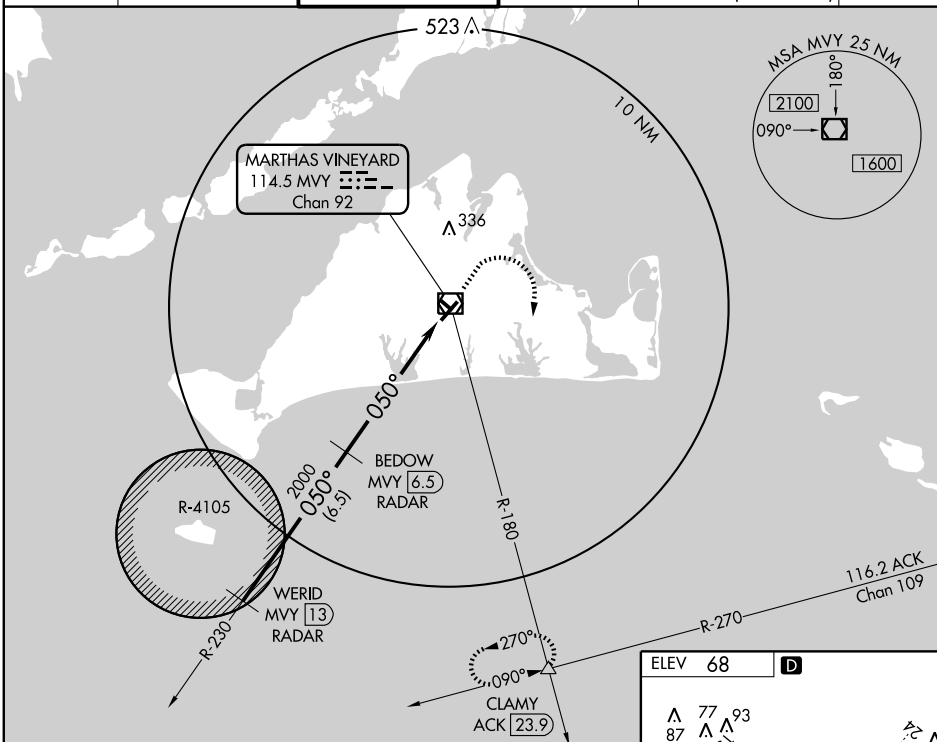 523
10 NM
MSA MVY 25 NM
180°
2100
090°
1600
MARTHAS VINEYARD
114.5 MVY
Chan 92
336
050°
BEDOW
MVY 6.5
RADAR
2000
050°
(6.5)
R-4105
WERID
MVY 13
RADAR
R-230
R-180
116.2 ACK
Chan 109
R-270
270°
090°
CLAMY
ACK 23.9
ELEV 68
D
77
93
87